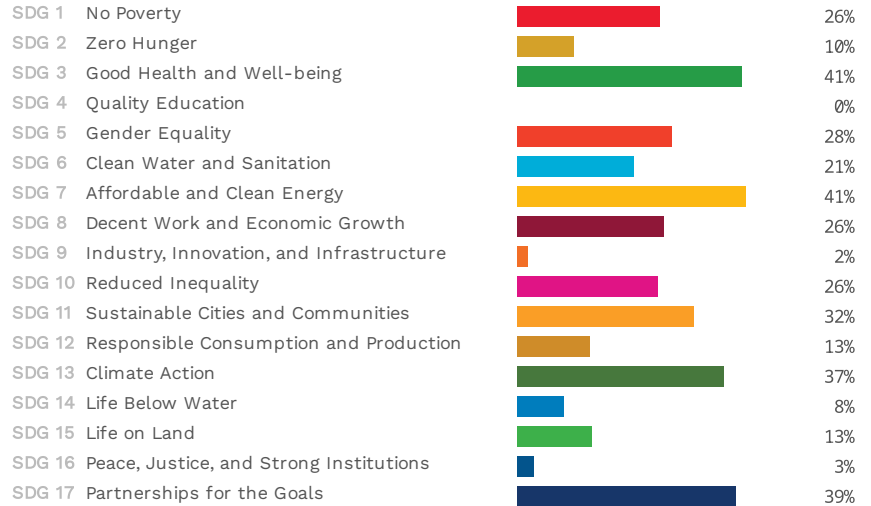 SDG 1 No Poverty 26%
SDG 2 Zero Hunger 10%
SDG 3 Good Health and Well-being 41%
SDG 4 Quality Education 0%
SDG 5 Gender Equality 28%
SDG 6 Clean Water and Sanitation 21%
SDG 7 Affordable and Clean Energy 41%
SDG 8 Decent Work and Economic Growth 26%
SDG 9 Industry, Innovation, and Infrastructure 2%
SDG 10 Reduced Inequality 26%
SDG 11 Sustainable Cities and Communities 32%
SDG 12 Responsible Consumption and Production 13%
SDG 13 Climate Action 37%
SDG 14 Life Below Water 8%
SDG 15 Life on Land 13%
SDG 16 Peace, Justice, and Strong Institutions 3%
SDG 17 Partnerships for the Goals 39%